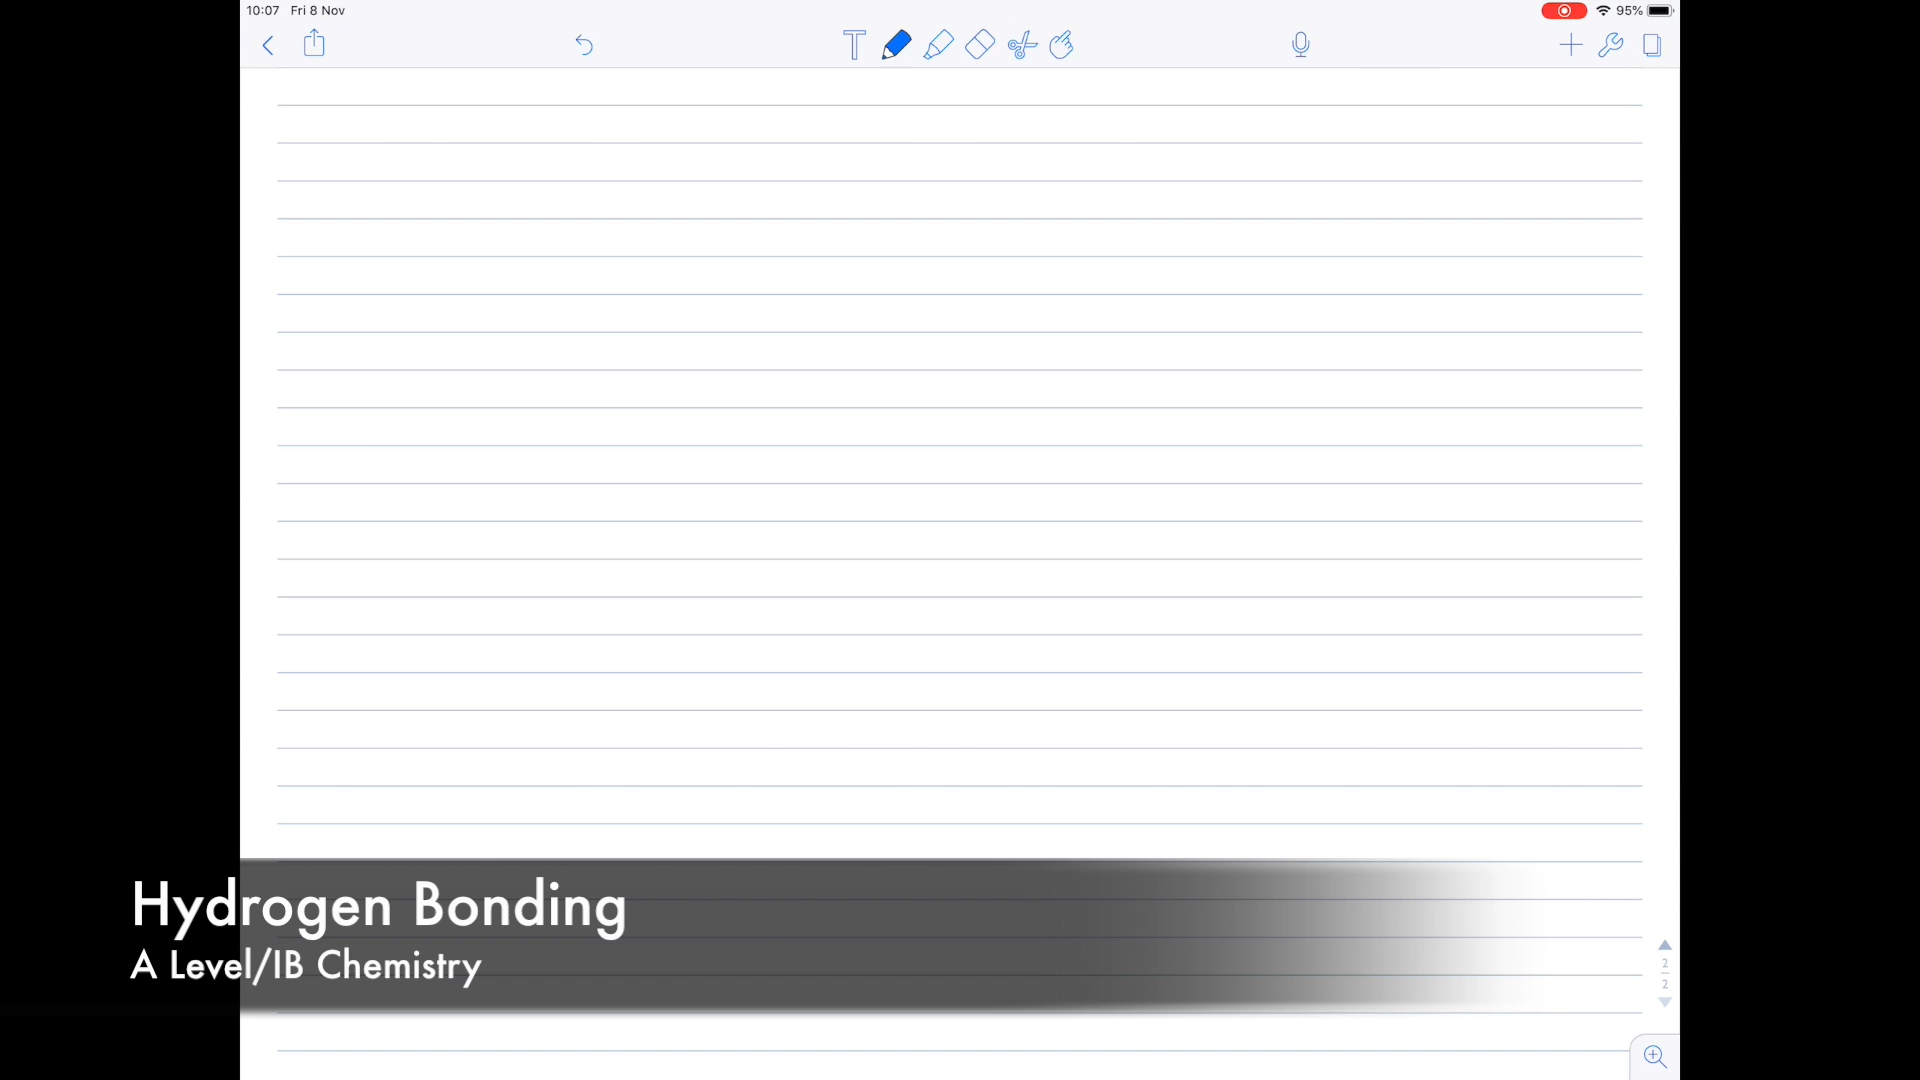 10:07 Fri 8 Nov 95%
T
Hydrogen Bonding
A Level/IB Chemistry
2
2